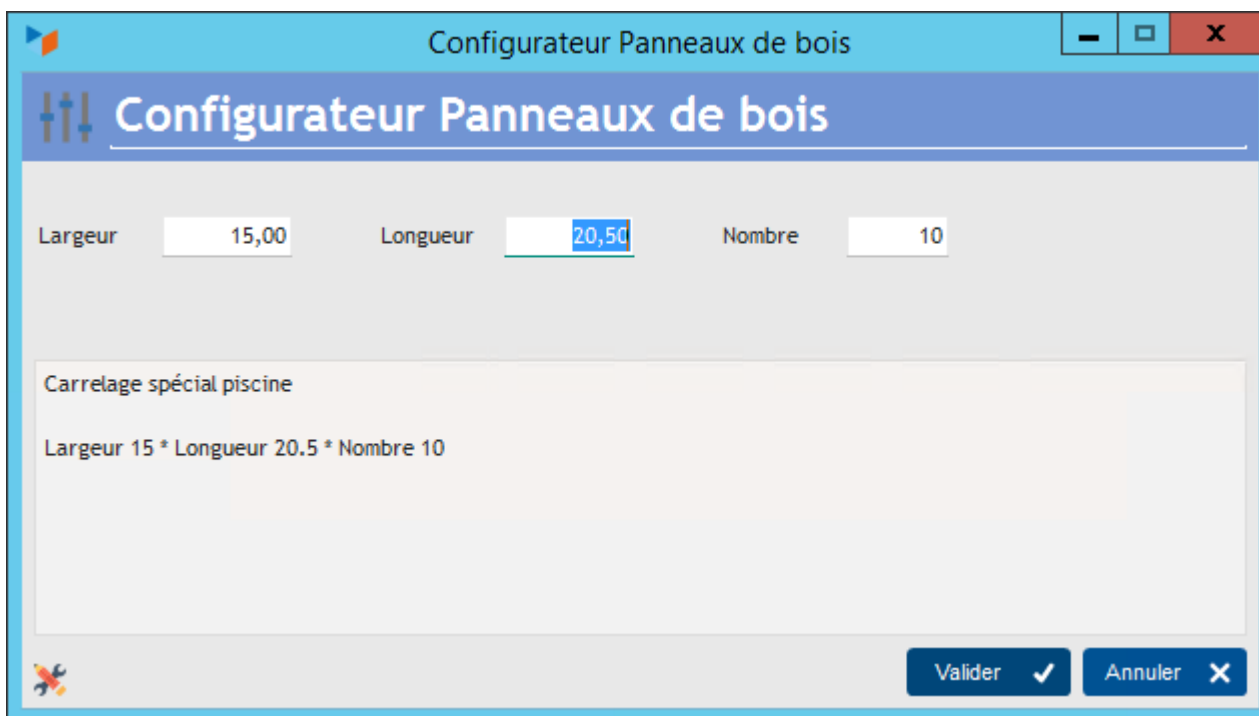 Configurateur Panneaux de bois
Configurateur Panneaux de bois
Largeur 15,00 Longueur 20,50 Nombre 10
Carrelage spécial piscine
Largeur 15 * Longueur 20.5 * Nombre 10
Valider Annuler